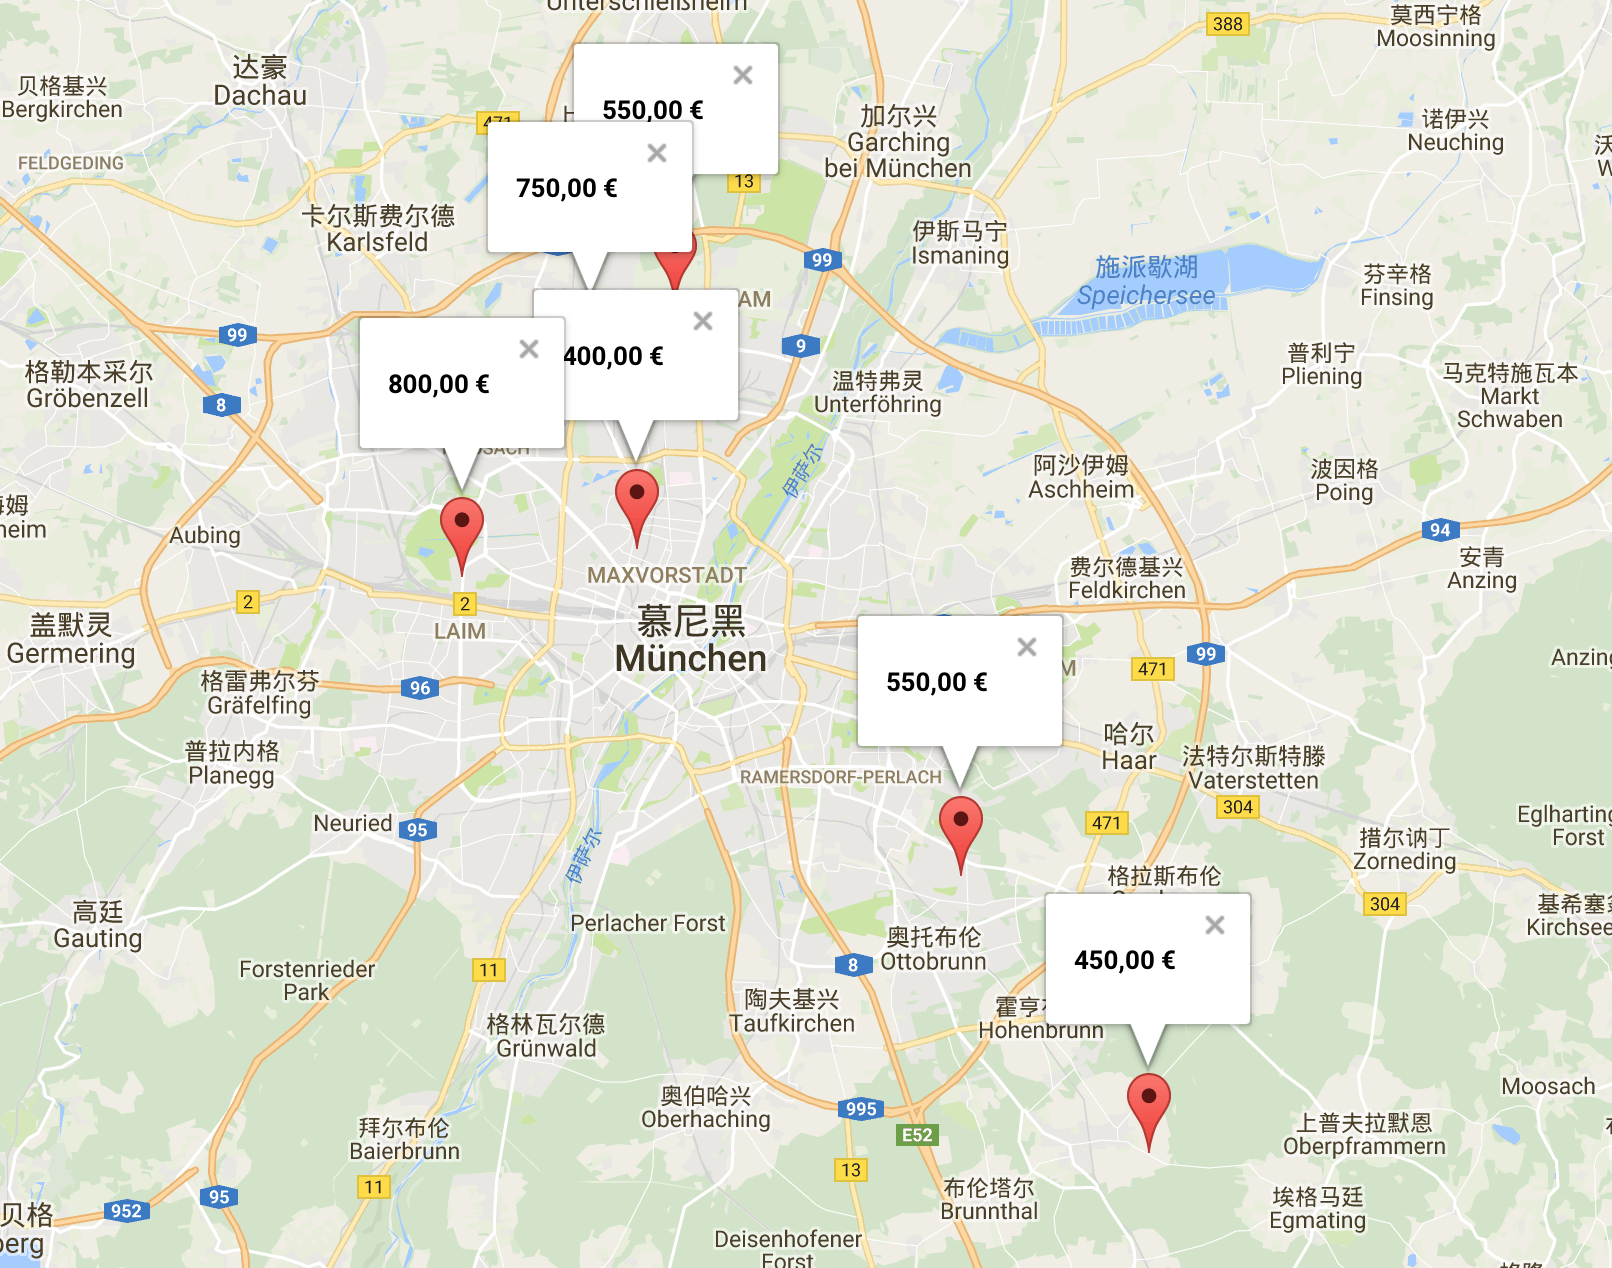 Unterschleißheim
莫西宁格
Moosinning
388
达豪
Dachau
贝格基兴
Bergkirchen
550,00 €
471
加尔兴
Garching
bei München
诺伊兴
Neuching
FELDGEDING
750,00 €
13
卡尔斯费尔德
Karlsfeld
伊斯马宁
Ismaning
99
施派歇湖
Speichersee
芬辛格
Finsing
99
400,00 €
800,00 €
9
格勒本采尔
Gröbenzell
8
温特弗灵
Unterföhring
普利宁
Pliening
马克特施瓦本
Markt
Schwaben
伊萨尔
阿沙伊姆
Aschheim
波因格
Poing
94
Aubing
MAXVORSTADT
安青
Anzing
费尔德基兴
Feldkirchen
2
2
LAIM
慕尼黑
München
盖默灵
Germering
550,00 €
471
99
格雷弗尔芬
Gräfelfing
96
普拉内格
Planegg
哈尔
Haar
法特尔斯特滕
Vaterstetten
RAMERSDORF-PERLACH
304
471
Neuried
95
伊萨尔
措尔讷丁
Zorneding
Forst
格拉斯布伦
304
高廷
Gauting
Perlacher Forst
奥托布伦
Ottobrunn
450,00 €
8
Forstenrieder
Park
11
陶夫基兴
Taufkirchen
Hohenbrunn
格林瓦尔德
Grünwald
奥伯哈兴
Oberhaching
995
E52
Moosach
上普夫拉默恩
Oberpframmern
拜尔布伦
Baierbrunn
13
11
95
952
布伦塔尔
Brunnthal
埃格马廷
Egmating
Deisenhofener
Forst